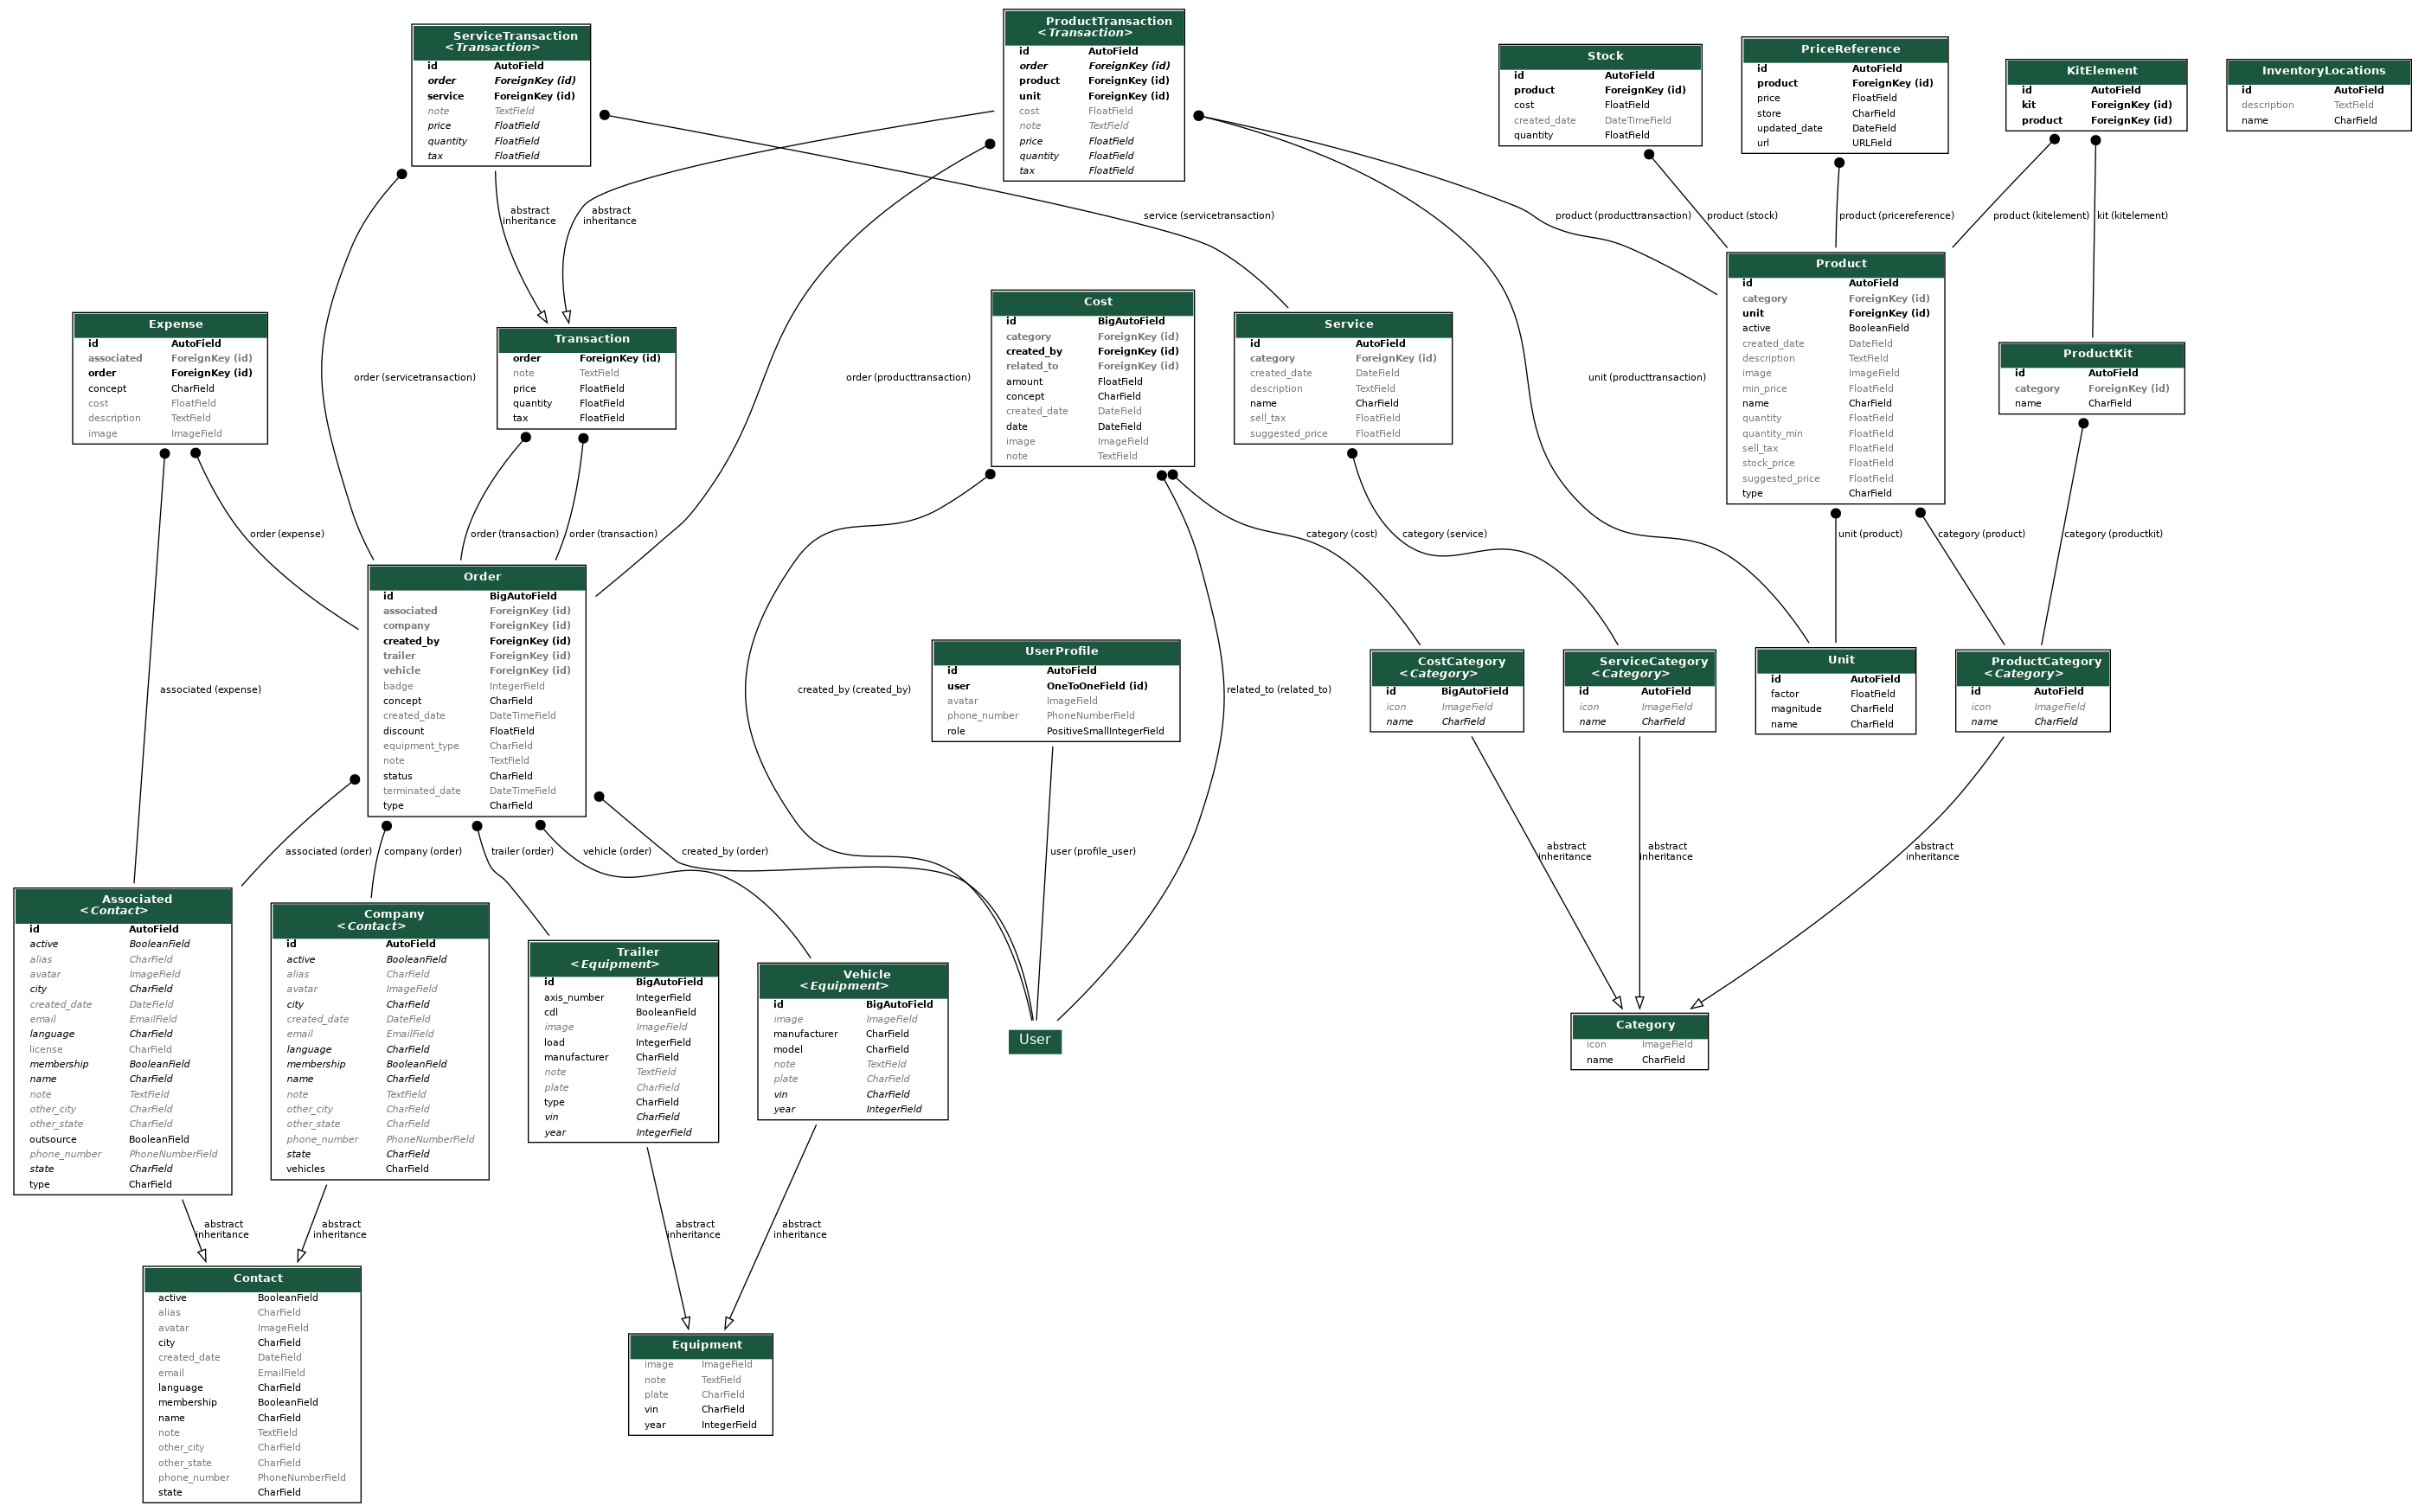 ServiceTransaction
<Transaction>
id AutoField
order ForeignKey (id)
service ForeignKey (id)
note TextField
price FloatField
quantity FloatField
tax FloatField
ProductTransaction
<Transaction>
id AutoField
order ForeignKey (id)
product ForeignKey (id)
unit ForeignKey (id)
cost FloatField
note TextField
price FloatField
quantity FloatField
tax FloatField
Stock
id AutoField
product ForeignKey (id)
cost FloatField
created_date DateTimeField
quantity FloatField
PriceReference
id AutoField
product ForeignKey (id)
price FloatField
store CharField
updated_date DateField
url URLField
KitElement
id AutoField
kit ForeignKey (id)
product ForeignKey (id)
InventoryLocations
id AutoField
description TextField
name CharField
abstract
inheritance
abstract
inheritance
service (servicetransaction)
product (producttransaction)
product (stock)
product (pricereference)
product (kitelement)
kit (kitelement)
Expense
id AutoField
associated ForeignKey (id)
order ForeignKey (id)
concept CharField
cost FloatField
description TextField
image ImageField
order (servicetransaction)
Transaction
order ForeignKey (id)
note TextField
price FloatField
quantity FloatField
tax FloatField
order (producttransaction)
Cost
id BigAutoField
category ForeignKey (id)
created_by ForeignKey (id)
related_to ForeignKey (id)
amount FloatField
concept CharField
created_date DateField
date DateField
image ImageField
note TextField
Service
id AutoField
category ForeignKey (id)
created_date DateField
description TextField
name CharField
sell_tax FloatField
suggested_price FloatField
unit (producttransaction)
Product
id AutoField
category ForeignKey (id)
unit ForeignKey (id)
active BooleanField
created_date DateField
description TextField
image ImageField
min_price FloatField
name CharField
quantity FloatField
quantity_min FloatField
sell_tax FloatField
stock_price FloatField
suggested_price FloatField
type CharField
ProductKit
id AutoField
category ForeignKey (id)
name CharField
order (expense)
order (transaction)
order (transaction)
category (cost)
category (service)
unit (product)
category (product)
category (productkit)
associated (expense)
Order
id BigAutoField
associated ForeignKey (id)
company ForeignKey (id)
created_by ForeignKey (id)
trailer ForeignKey (id)
vehicle ForeignKey (id)
badge IntegerField
concept CharField
created_date DateTimeField
discount FloatField
equipment_type CharField
note TextField
status CharField
terminated_date DateTimeField
type CharField
created_by (created_by)
UserProfile
id AutoField
user OneToOneField (id)
avatar ImageField
phone_number PhoneNumberField
role PositiveSmallIntegerField
related_to (related_to)
CostCategory
<Category>
id BigAutoField
icon ImageField
name CharField
ServiceCategory
<Category>
id AutoField
icon ImageField
name CharField
Unit
id AutoField
factor FloatField
magnitude CharField
name CharField
ProductCategory
<Category>
id AutoField
icon ImageField
name CharField
associated (order)
company (order)
trailer (order)
vehicle (order)
created_by (order)
user (profile_user)
abstract
inheritance
abstract
inheritance
abstract
inheritance
Associated
<Contact>
id AutoField
active BooleanField
alias CharField
avatar ImageField
city CharField
created_date DateField
email EmailField
language CharField
license CharField
membership BooleanField
name CharField
note TextField
other_city CharField
other_state CharField
outsource BooleanField
phone_number PhoneNumberField
state CharField
type CharField
Company
<Contact>
id AutoField
active BooleanField
alias CharField
avatar ImageField
city CharField
created_date DateField
email EmailField
language CharField
membership BooleanField
name CharField
note TextField
other_city CharField
other_state CharField
phone_number PhoneNumberField
state CharField
vehicles CharField
Trailer
<Equipment>
id BigAutoField
axis_number IntegerField
cdl BooleanField
image ImageField
load IntegerField
manufacturer CharField
note TextField
plate CharField
type CharField
vin CharField
year IntegerField
Vehicle
<Equipment>
id BigAutoField
image ImageField
manufacturer CharField
model CharField
note TextField
plate CharField
vin CharField
year IntegerField
User
Category
icon ImageField
name CharField
abstract
inheritance
abstract
inheritance
abstract
inheritance
abstract
inheritance
Contact
active BooleanField
alias CharField
avatar ImageField
city CharField
created_date DateField
email EmailField
language CharField
membership BooleanField
name CharField
note TextField
other_city CharField
other_state CharField
phone_number PhoneNumberField
state CharField
Equipment
image ImageField
note TextField
plate CharField
vin CharField
year IntegerField